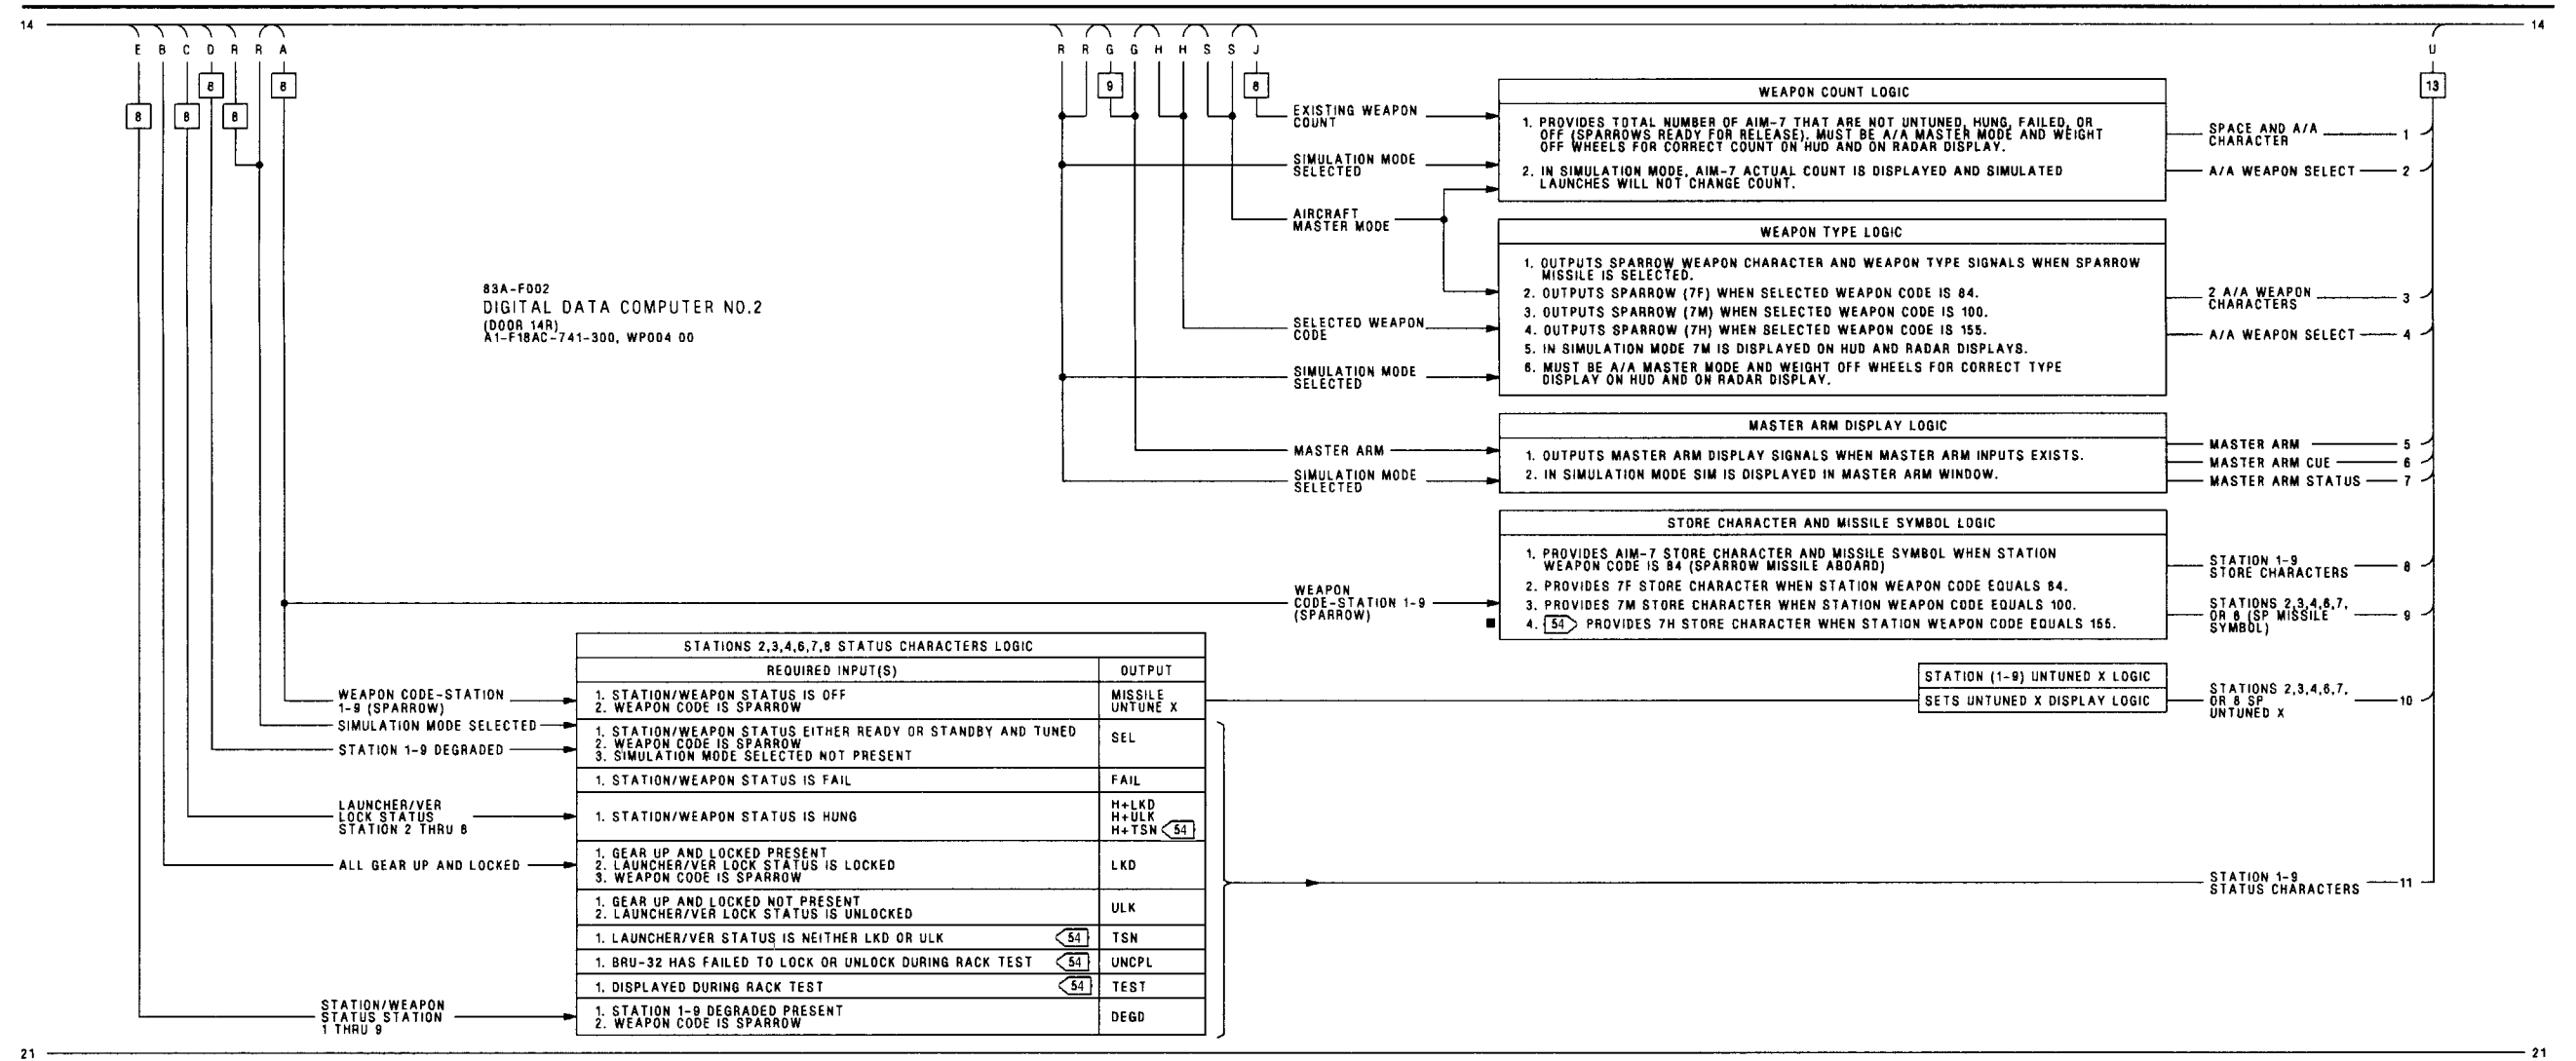 14
14
E B C D R R A
R R G G H H S S J
U
8
8
9
8
13
8
8
8
83A-F002
DIGITAL DATA COMPUTER NO.2
(DOOR 14R)
A1-F18AC-741-300, WP004 00
EXISTING WEAPON
COUNT
SIMULATION MODE
SELECTED
AIRCRAFT
MASTER MODE
SELECTED WEAPON
CODE
SIMULATION MODE
SELECTED
MASTER ARM
SIMULATION MODE
SELECTED
WEAPON
CODE-STATION 1-9
(SPARROW)
WEAPON COUNT LOGIC
1. PROVIDES TOTAL NUMBER OF AIM-7 THAT ARE NOT UNTUNED, HUNG, FAILED, OR
OFF (SPARROWS READY FOR RELEASE). MUST BE A/A MASTER MODE AND WEIGHT
OFF WHEELS FOR CORRECT COUNT ON HUD AND ON RADAR DISPLAY.
2. IN SIMULATION MODE, AIM-7 ACTUAL COUNT IS DISPLAYED AND SIMULATED
LAUNCHES WILL NOT CHANGE COUNT.
SPACE AND A/A
CHARACTER
1
A/A WEAPON SELECT
2
WEAPON TYPE LOGIC
1. OUTPUTS SPARROW WEAPON CHARACTER AND WEAPON TYPE SIGNALS WHEN SPARROW
MISSILE IS SELECTED.
2. OUTPUTS SPARROW (7F) WHEN SELECTED WEAPON CODE IS 84.
3. OUTPUTS SPARROW (7M) WHEN SELECTED WEAPON CODE IS 100.
4. OUTPUTS SPARROW (7H) WHEN SELECTED WEAPON CODE IS 155.
5. IN SIMULATION MODE 7M IS DISPLAYED ON HUD AND RADAR DISPLAYS.
6. MUST BE A/A MASTER MODE AND WEIGHT OFF WHEELS FOR CORRECT TYPE
DISPLAY ON HUD AND ON RADAR DISPLAY.
2 A/A WEAPON
CHARACTERS
3
A/A WEAPON SELECT
4
MASTER ARM DISPLAY LOGIC
1. OUTPUTS MASTER ARM DISPLAY SIGNALS WHEN MASTER ARM INPUTS EXISTS.
2. IN SIMULATION MODE SIM IS DISPLAYED IN MASTER ARM WINDOW.
MASTER ARM
5
MASTER ARM CUE
6
MASTER ARM STATUS
7
STORE CHARACTER AND MISSILE SYMBOL LOGIC
1. PROVIDES AIM-7 STORE CHARACTER AND MISSILE SYMBOL WHEN STATION
WEAPON CODE IS 84 (SPARROW MISSILE ABOARD)
2. PROVIDES 7F STORE CHARACTER WHEN STATION WEAPON CODE EQUALS 84.
3. PROVIDES 7M STORE CHARACTER WHEN STATION WEAPON CODE EQUALS 100.
4. 54 PROVIDES 7H STORE CHARACTER WHEN STATION WEAPON CODE EQUALS 155.
STATION 1-9
STORE CHARACTERS
8
STATIONS 2,3,4,6,7,
OR 8 (SP MISSILE
SYMBOL)
9
STATION (1-9) UNTUNED X LOGIC
SETS UNTUNED X DISPLAY LOGIC
STATIONS 2,3,4,6,7,
OR 8 SP
UNTUNED X
10
STATION 1-9
STATUS CHARACTERS
11
WEAPON CODE-STATION
1-9 (SPARROW)
SIMULATION MODE SELECTED
STATION 1-9 DEGRADED
LAUNCHER/VER
LOCK STATUS
STATION 2 THRU 8
ALL GEAR UP AND LOCKED
STATION/WEAPON
STATUS STATION
1 THRU 9
STATIONS 2,3,4,6,7,8 STATUS CHARACTERS LOGIC
REQUIRED INPUT(S)
OUTPUT
1. STATION/WEAPON STATUS IS OFF
2. WEAPON CODE IS SPARROW
MISSILE
UNTUNE X
1. STATION/WEAPON STATUS EITHER READY OR STANDBY AND TUNED
2. WEAPON CODE IS SPARROW
3. SIMULATION MODE SELECTED NOT PRESENT
SEL
1. STATION/WEAPON STATUS IS FAIL
FAIL
1. STATION/WEAPON STATUS IS HUNG
H+LKD
H+ULK
H+TSN 54
1. GEAR UP AND LOCKED PRESENT
2. LAUNCHER/VER LOCK STATUS IS LOCKED
3. WEAPON CODE IS SPARROW
LKD
1. GEAR UP AND LOCKED NOT PRESENT
2. LAUNCHER/VER LOCK STATUS IS UNLOCKED
ULK
1. LAUNCHER/VER STATUS IS NEITHER LKD OR ULK 54
TSN
1. BRU-32 HAS FAILED TO LOCK OR UNLOCK DURING RACK TEST 54
UNCPL
1. DISPLAYED DURING RACK TEST 54
TEST
1. STATION 1-9 DEGRADED PRESENT
2. WEAPON CODE IS SPARROW
DEGD
21
21